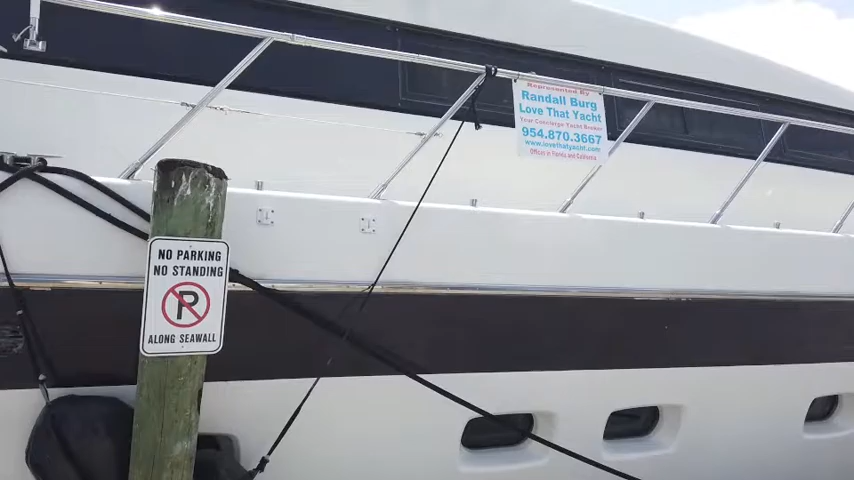 Represented By
Randall Burg
Love That Yacht
Your Concierge Yacht Broker
954.870.3667
www.lovethatyacht.com
Offices in Florida and California
NO PARKING
NO STANDING
P
ALONG SEAWALL